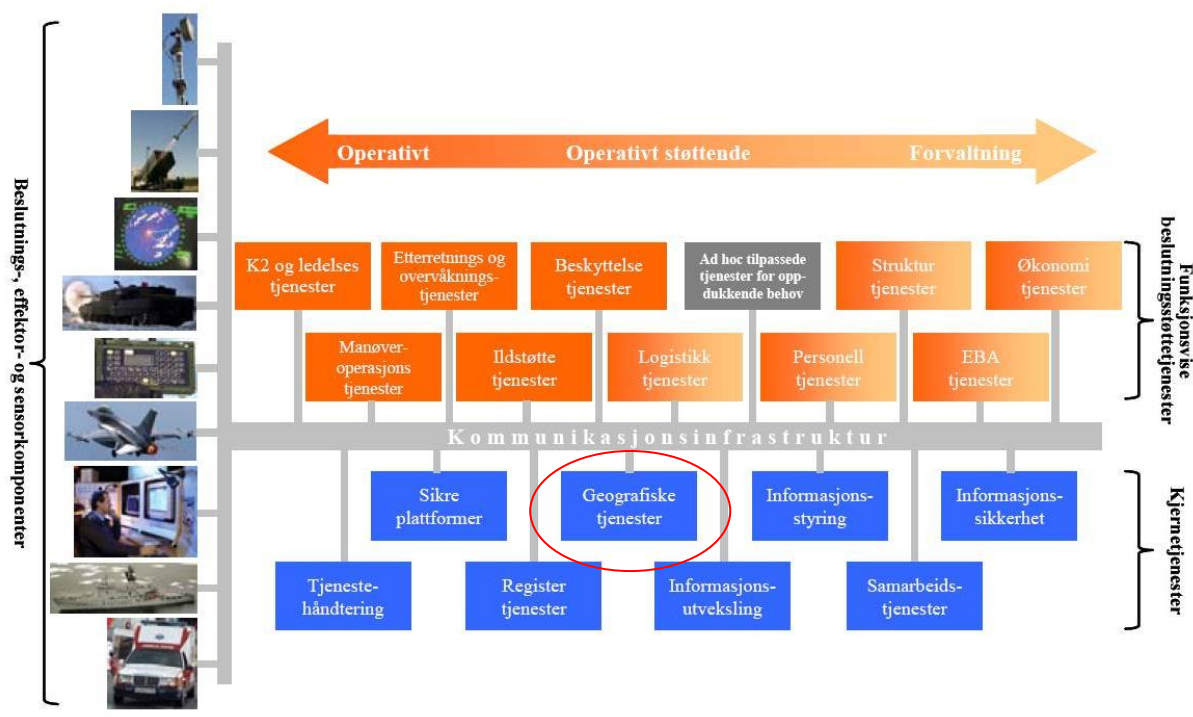 Beslutnings-, effektor- og sensorkomponenter
Operativt
Operativt støttende
Forvaltning
K2 og ledelses
tjenester
Etterretnings og
overvåknings-
tjenester
Beskyttelse
tjenester
Ad hoc tilpassede
tjenester for opp-
dukkende behov
Struktur
tjenester
Økonomi
tjenester
Manøver-
operasjons
tjenester
Ildstøtte
tjenester
Logistikk
tjenester
Personell
tjenester
EBA
tjenester
Funksjonsvise
beslutningsstøttetjenester
Kommunikasjonsinfrastruktur
Sikre
plattformer
Geografiske
tjenester
Informasjons-
styring
Informasjons-
sikkerhet
Tjeneste-
håndtering
Register
tjenester
Informasjons-
utveksling
Samarbeids-
tjenester
Kjernetjenester